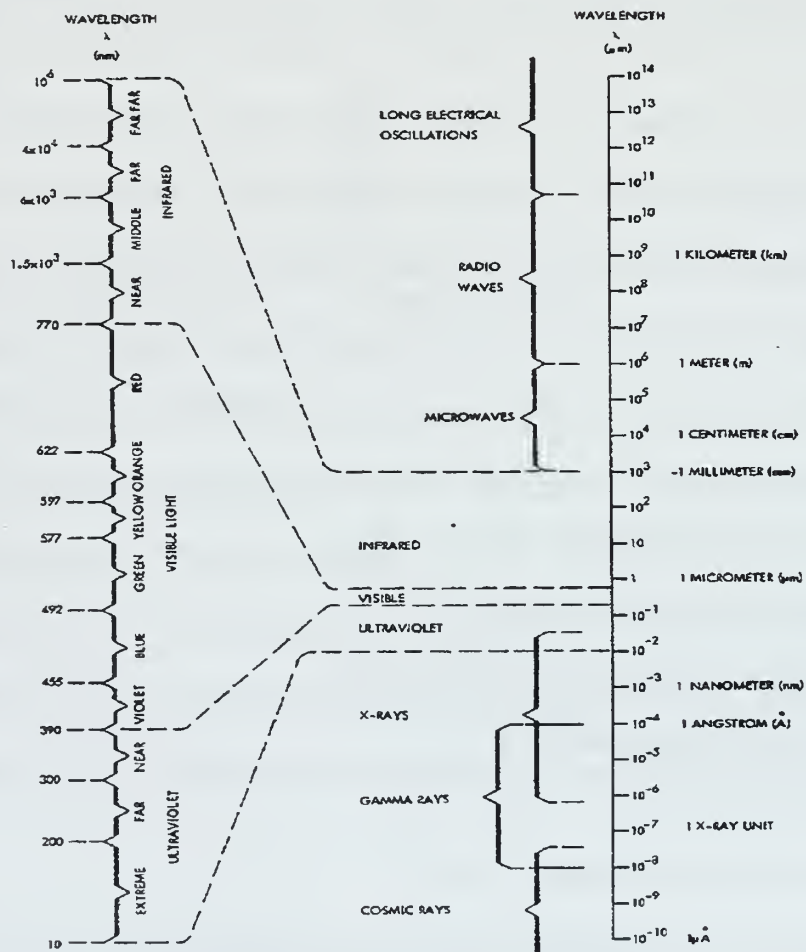 WAVELENGTH
λ
(nm)
10⁶
4x10⁴
6x10³
1.5x10³
770
622
597
577
492
455
390
300
200
10
FAR FAR
FAR
MIDDLE
NEAR
INFRARED
RED
ORANGE
YELLOW
GREEN
BLUE
VIOLET
VISIBLE LIGHT
NEAR
FAR
EXTREME
ULTRAVIOLET
LONG ELECTRICAL
OSCILLATIONS
RADIO
WAVES
MICROWAVES
INFRARED
VISIBLE
ULTRAVIOLET
X-RAYS
GAMMA RAYS
COSMIC RAYS
WAVELENGTH
λ
(μm)
10¹⁴
10¹³
10¹²
10¹¹
10¹⁰
10⁹ 1 KILOMETER (km)
10⁸
10⁷
10⁶ 1 METER (m)
10⁵
10⁴ 1 CENTIMETER (cm)
10³ -1 MILLIMETER (mm)
10²
10
1 1 MICROMETER (μm)
10⁻¹
10⁻²
10⁻³ 1 NANOMETER (nm)
10⁻⁴ 1 ANGSTROM (Å)
10⁻⁵
10⁻⁶
10⁻⁷ 1 X-RAY UNIT
10⁻⁸
10⁻⁹
10⁻¹⁰ 1μ Å